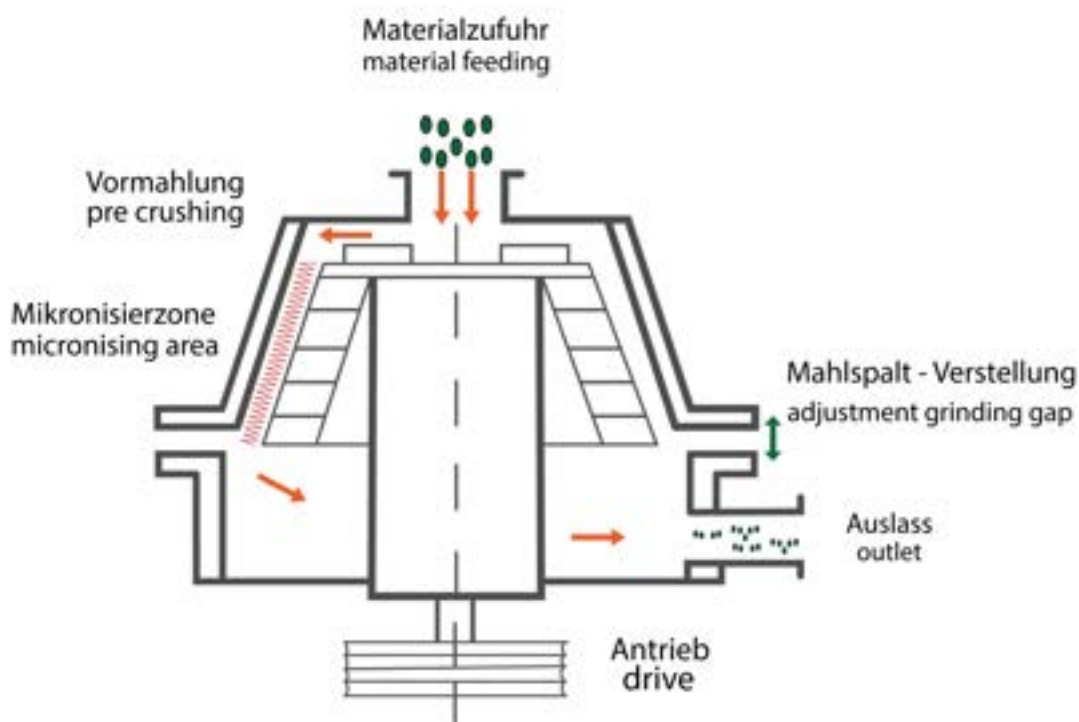 Materialzufuhr
material feeding
Vormahlung
pre crushing
Mikronisierzone
micronising area
Mahlspalt - Verstellung
adjustment grinding gap
Auslass
outlet
Antrieb
drive